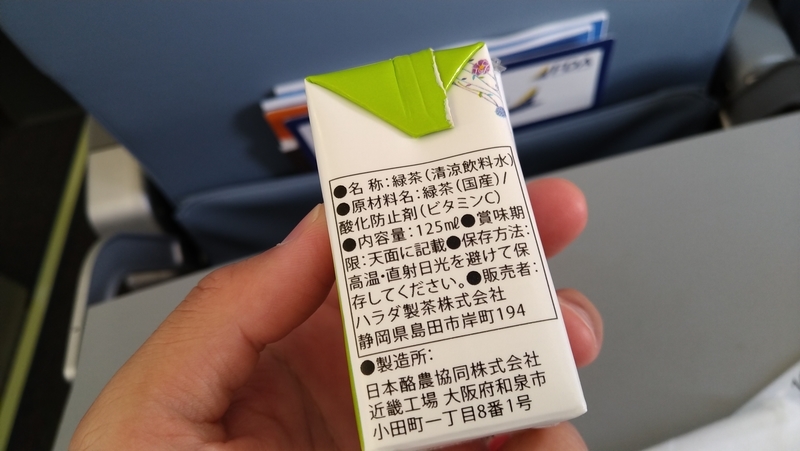 ●名 称:緑茶(清涼飲料水)
●原材料名:緑茶(国産)/
酸化防止剤(ビタミンC)
●内容量:125mℓ●賞味期
限:天面に記載●保存方法:
高温・直射日光を避けて保
存してください。●販売者:
ハラダ製茶株式会社
静岡県島田市岸町194
●製造所:
日本酪農協同株式会社
近畿工場 大阪府和泉市
小田町一丁目8番1号